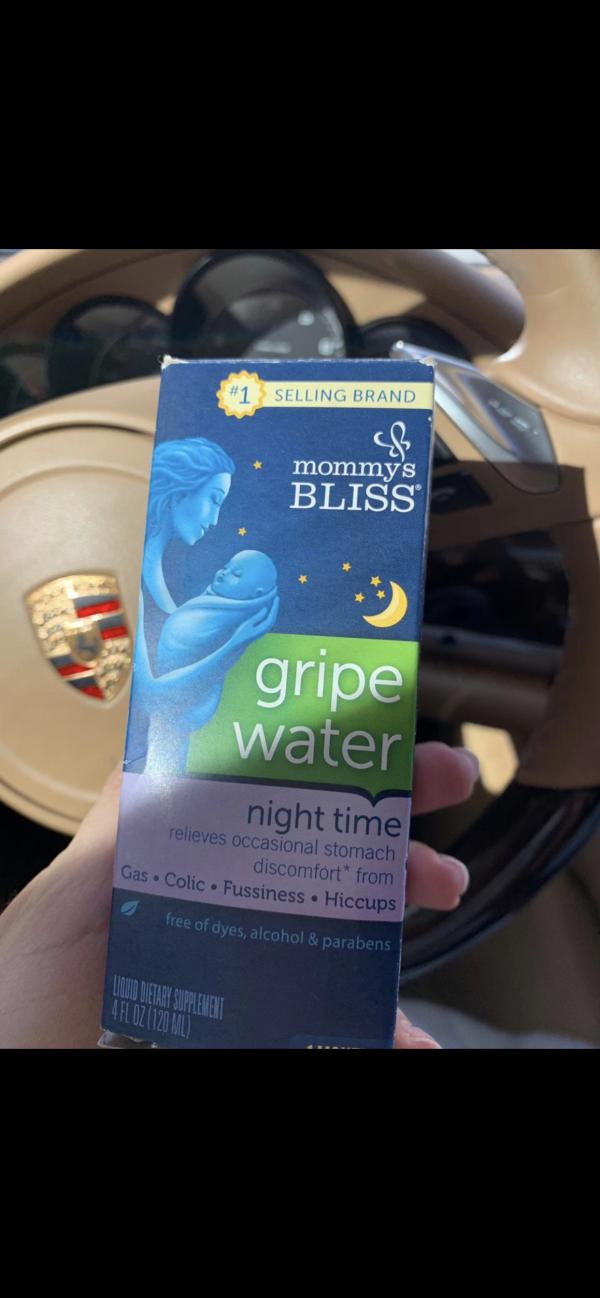 #1 SELLING BRAND
mommy's
BLISS®
gripe
water
night time
relieves occasional stomach
discomfort* from
Gas • Colic • Fussiness • Hiccups
free of dyes, alcohol & parabens
LIQUID DIETARY SUPPLEMENT
4 FL OZ (120 ML)